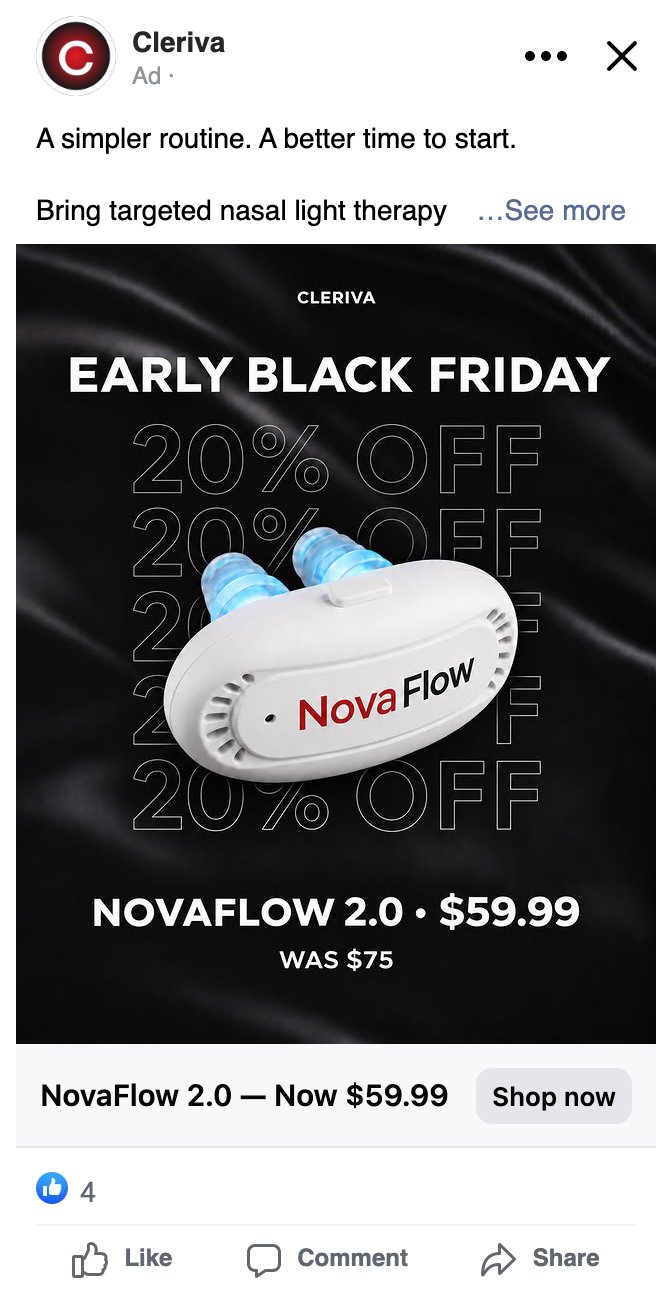 C
Cleriva
Ad ·
A simpler routine. A better time to start.
Bring targeted nasal light therapy ...See more
CLERIVA
EARLY BLACK FRIDAY
20% OFF
20% OFF
20% OFF
20% OFF
20% OFF
Nova Flow
NOVAFLOW 2.0 • $59.99
WAS $75
NovaFlow 2.0 — Now $59.99
Shop now
4
Like
Comment
Share